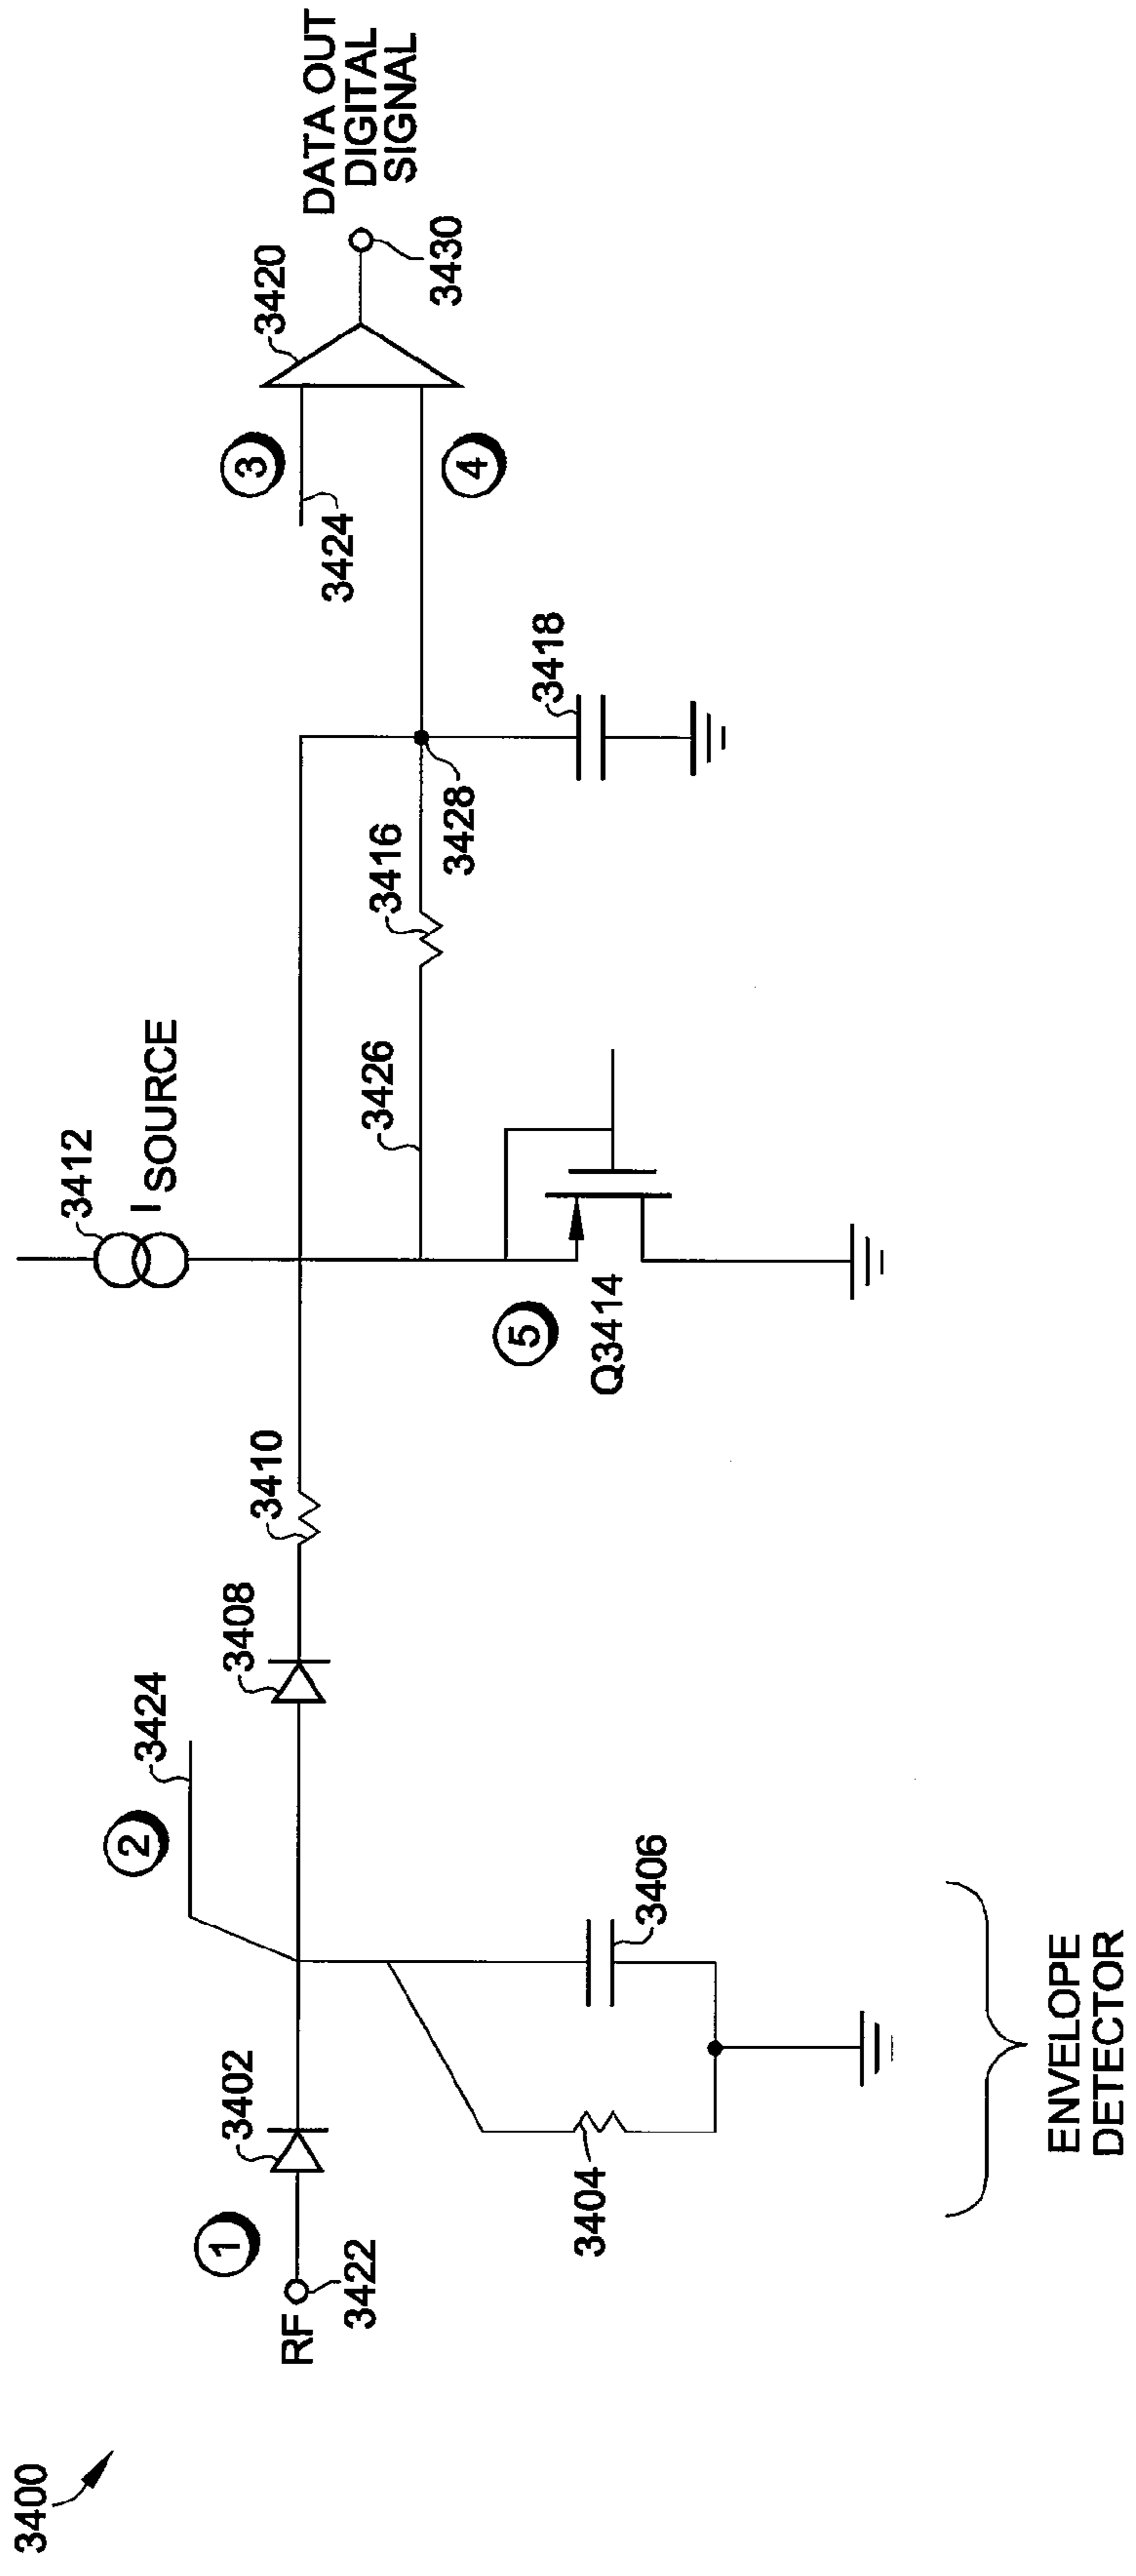 3400
RF
3422
1
3402
3404
3406
ENVELOPE
DETECTOR
2
3424
3408
3410
3412
I SOURCE
5
Q3414
3426
3416
3428
3418
3424
3
4
3420
3430
DATA OUT
DIGITAL
SIGNAL